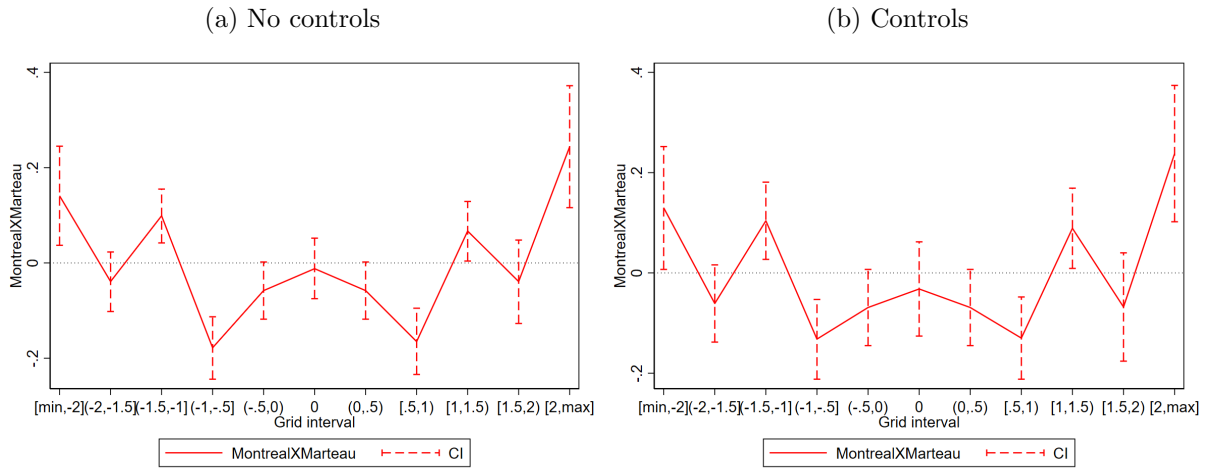 (a) No controls
.4
.2
0
-.2
MontrealXMarteau
[min,-2] (-2,-1.5] (-1.5,-1] (-1,-.5] (-.5,0) 0 (0,.5) [.5,1) [1,1.5) [1.5,2) [2,max]
Grid interval
MontrealXMarteau CI
(b) Controls
.4
.2
0
-.2
MontrealXMarteau
[min,-2] (-2,-1.5] (-1.5,-1] (-1,-.5] (-.5,0) 0 (0,.5) [.5,1) [1,1.5) [1.5,2) [2,max]
Grid interval
MontrealXMarteau CI